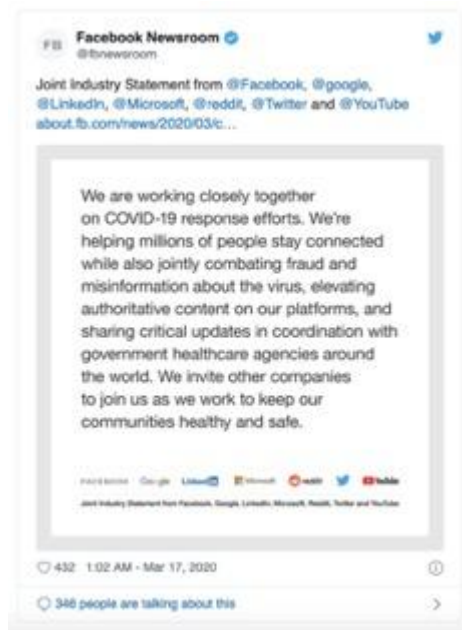 FB
Facebook Newsroom
@fbnewsroom
Joint Industry Statement from @Facebook, @google,
@LinkedIn, @Microsoft, @reddit, @Twitter and @YouTube
about.fb.com/news/2020/03/c...
We are working closely together
on COVID-19 response efforts. We're
helping millions of people stay connected
while also jointly combating fraud and
misinformation about the virus, elevating
authoritative content on our platforms, and
sharing critical updates in coordination with
government healthcare agencies around
the world. We invite other companies
to join us as we work to keep our
communities healthy and safe.
FACEBOOK Google LinkedIn Microsoft reddit YouTube
Joint Industry Statement from Facebook, Google, LinkedIn, Microsoft, Reddit, Twitter and YouTube
432 1:02 AM - Mar 17, 2020
346 people are talking about this